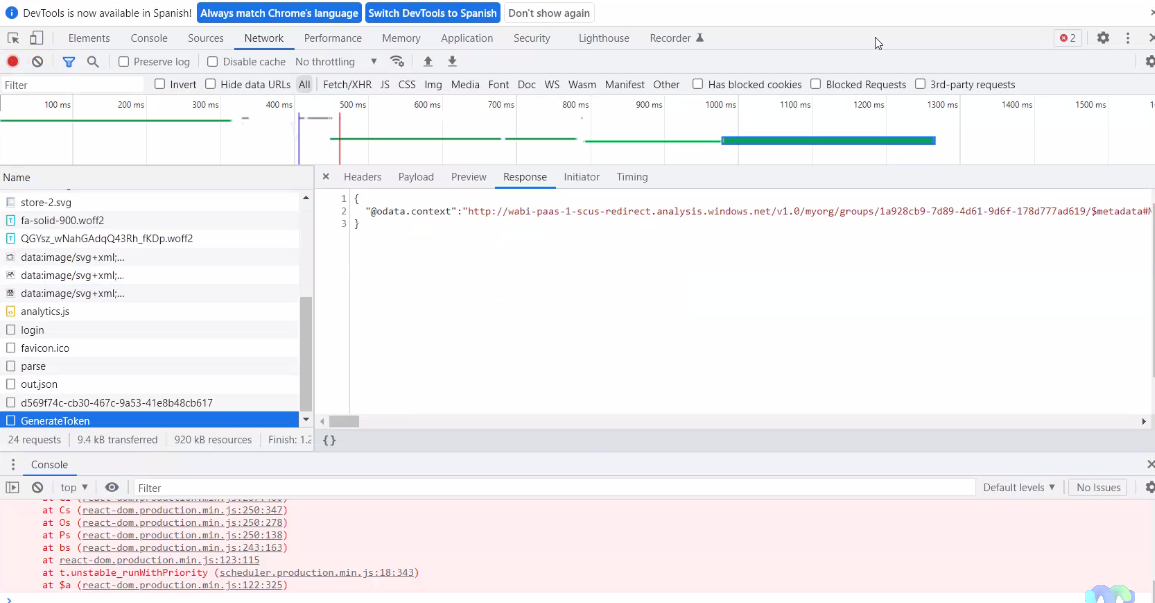 DevTools is now available in Spanish! Always match Chrome's language Switch DevTools to Spanish Don't show again
Elements Console Sources Network Performance Memory Application Security Lighthouse Recorder 2
Preserve log Disable cache No throttling
Filter Invert Hide data URLs All Fetch/XHR JS CSS Img Media Font Doc WS Wasm Manifest Other Has blocked cookies Blocked Requests 3rd-party requests
100 ms 200 ms 300 ms 400 ms 500 ms 600 ms 700 ms 800 ms 900 ms 1000 ms 1100 ms 1200 ms 1300 ms 1400 ms 1500 ms
Name
store-2.svg
fa-solid-900.woff2
QGYsz_wNahGAdqQ43Rh_fKDp.woff2
data:image/svg+xml;...
data:image/svg+xml;...
data:image/svg+xml;...
analytics.js
login
favicon.ico
parse
out.json
d569f74c-cb30-467c-9a53-41e8b48cb617
GenerateToken
24 requests 9.4 kB transferred 920 kB resources Finish: 1.2
Headers Payload Preview Response Initiator Timing
1 {
2 "@odata.context":"http://wabi-paas-1-scus-redirect.analysis.windows.net/v1.0/myorg/groups/1a928cb9-7d89-4d61-9d6f-178d777ad619/$metadata#
3 }
{}
Console
top Filter Default levels No Issues
at Cs (react-dom.production.min.js:250:347)
at Os (react-dom.production.min.js:250:278)
at Ps (react-dom.production.min.js:250:138)
at bs (react-dom.production.min.js:243:163)
at react-dom.production.min.js:123:115
at t.unstable_runWithPriority (scheduler.production.min.js:18:343)
at $a (react-dom.production.min.js:122:325)